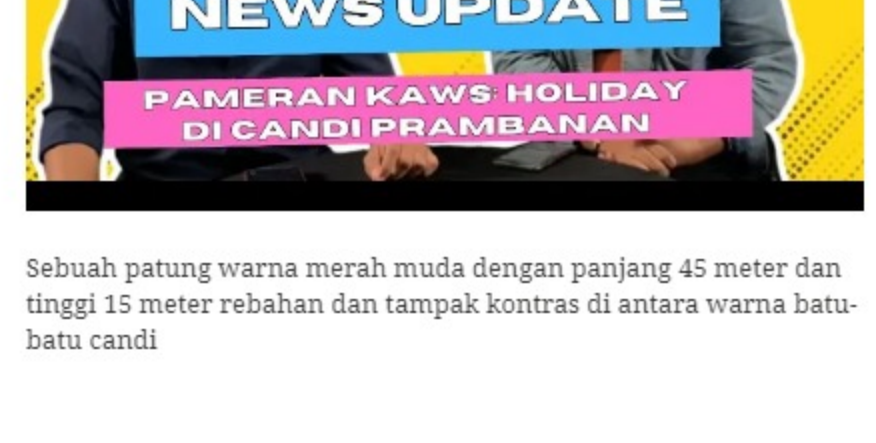 NEWS UPDATE
PAMERAN KAWS: HOLIDAY
DI CANDI PRAMBANAN
Sebuah patung warna merah muda dengan panjang 45 meter dan
tinggi 15 meter rebahan dan tampak kontras di antara warna batu-
batu candi